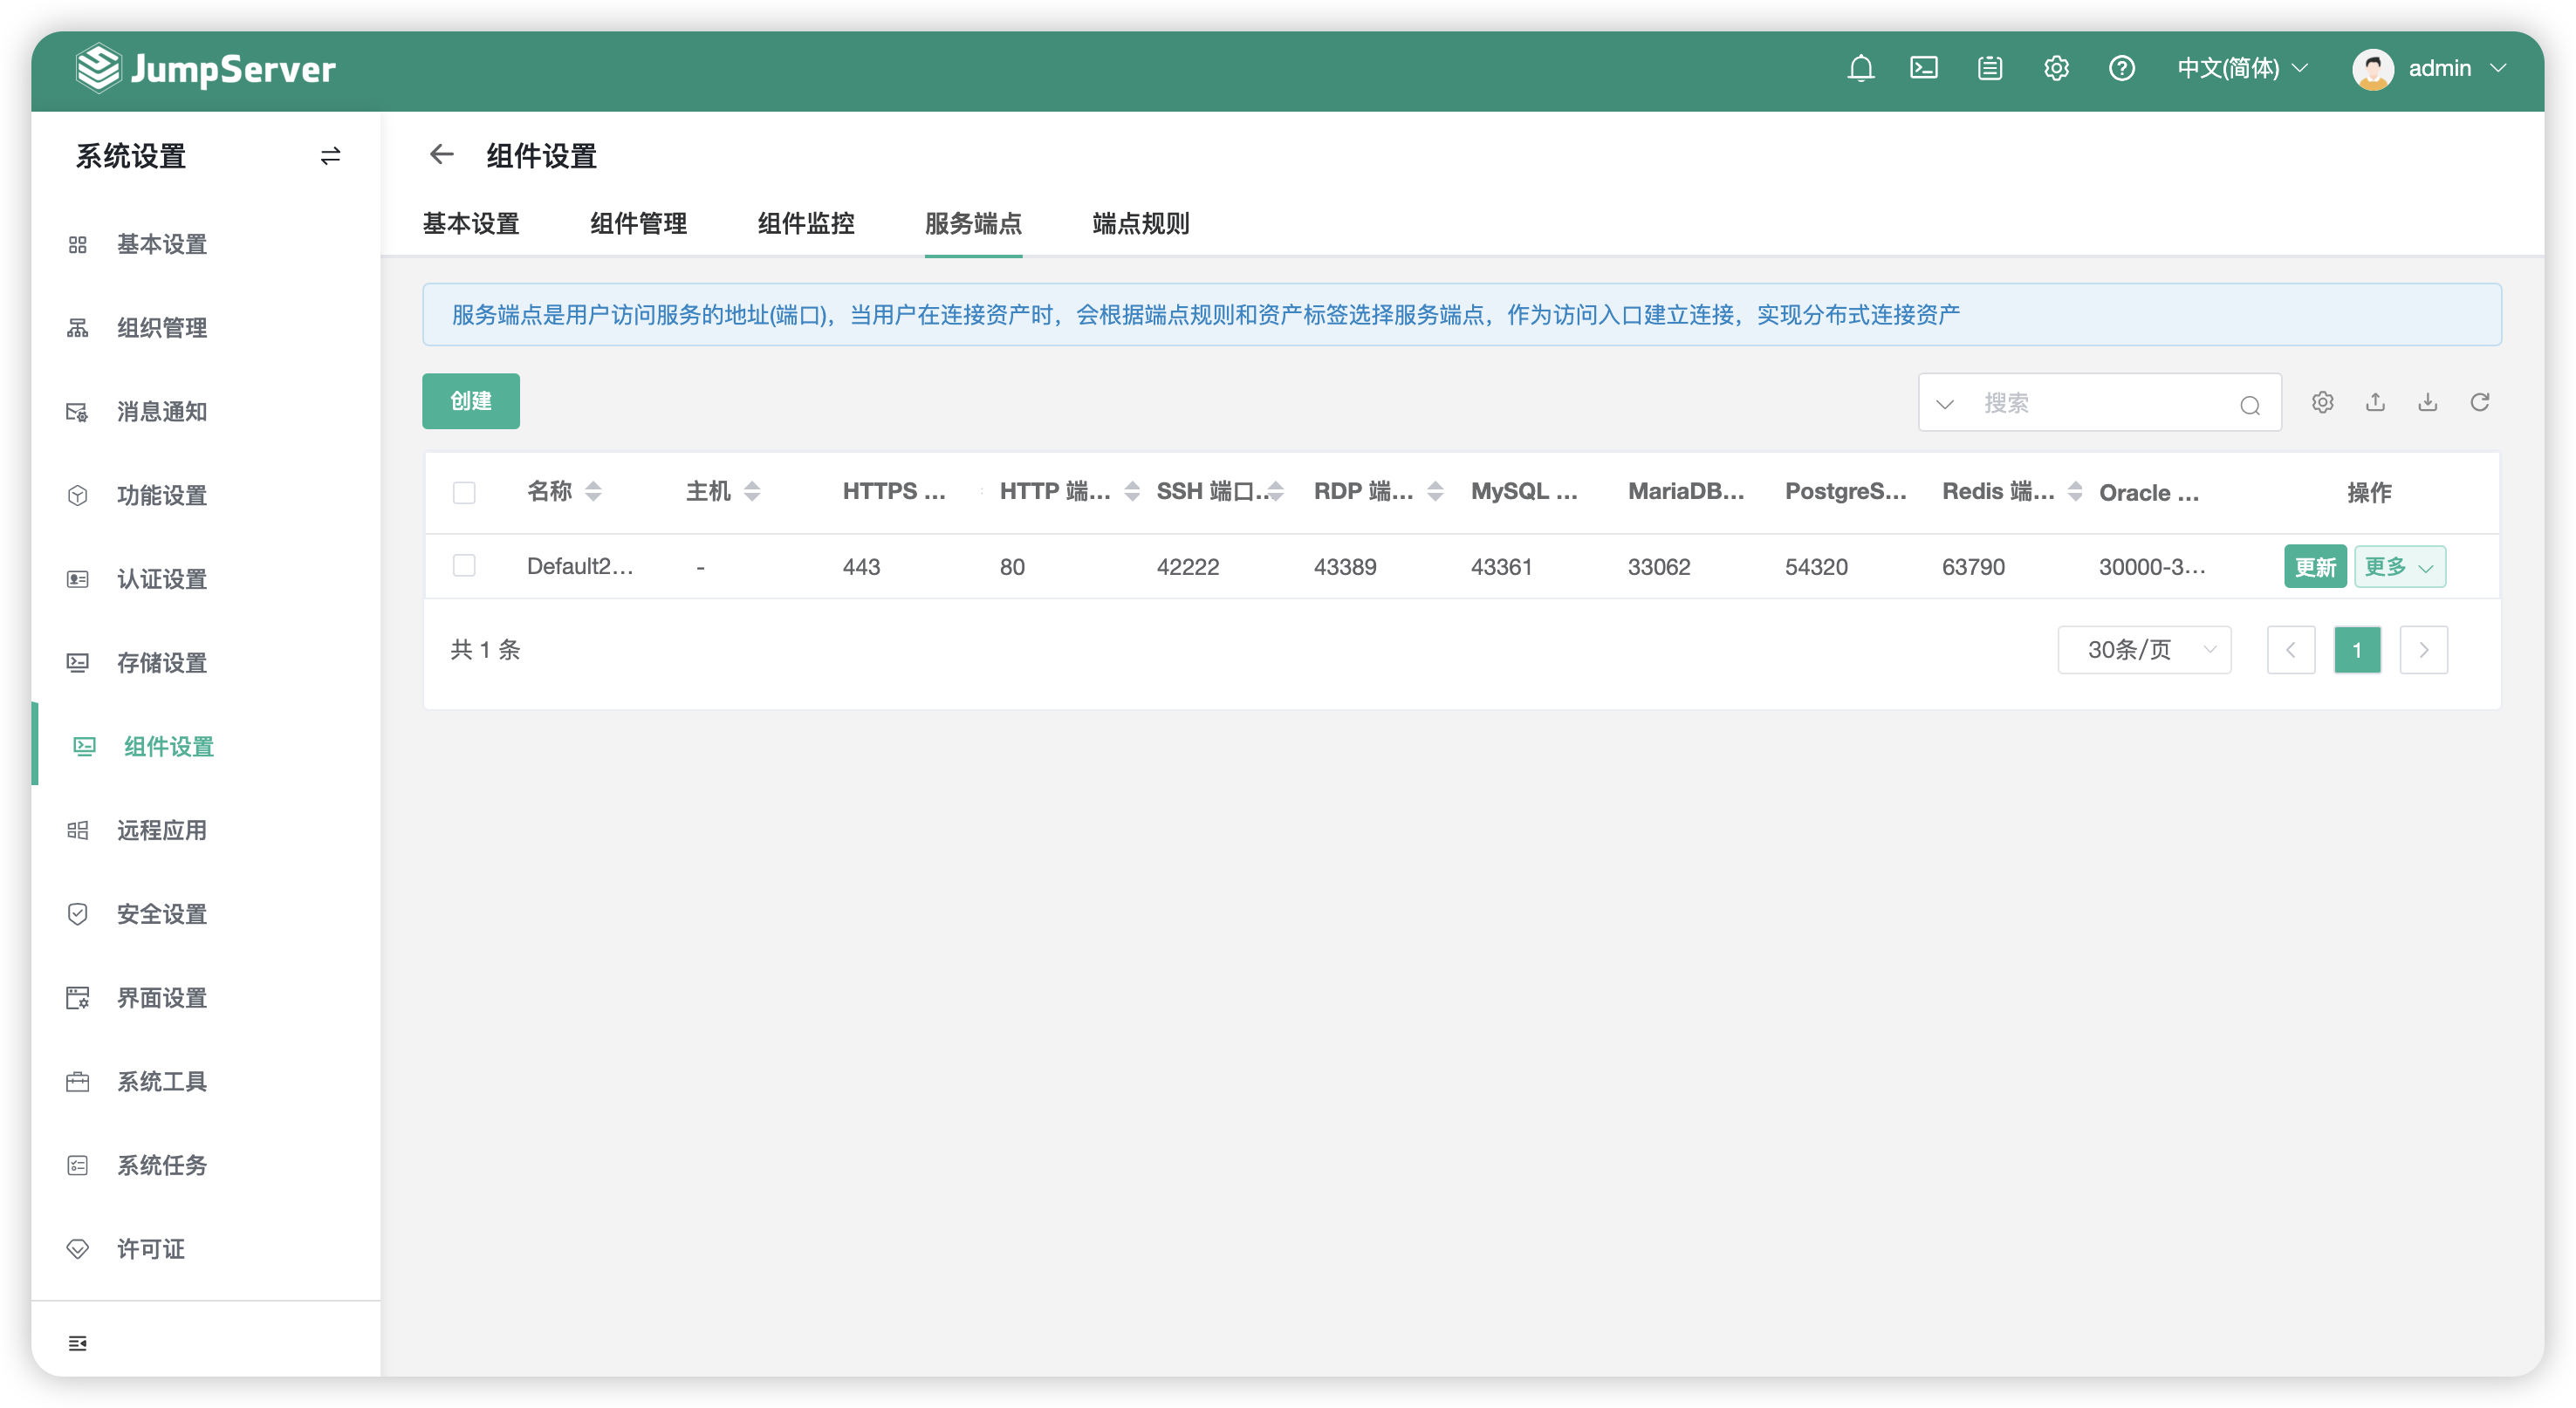 JumpServer
中文(简体)
admin
系统设置
基本设置
组织管理
消息通知
功能设置
认证设置
存储设置
组件设置
远程应用
安全设置
界面设置
系统工具
系统任务
许可证
组件设置
基本设置 组件管理 组件监控 服务端点 端点规则
服务端点是用户访问服务的地址(端口)，当用户在连接资产时，会根据端点规则和资产标签选择服务端点，作为访问入口建立连接，实现分布式连接资产
创建
搜索
名称 主机 HTTPS ... HTTP 端... SSH 端口... RDP 端... MySQL ... MariaDB... PostgreS... Redis 端... Oracle ... 操作
Default2... - 443 80 42222 43389 43361 33062 54320 63790 30000-3... 更新 更多
共 1 条
30条/页
1